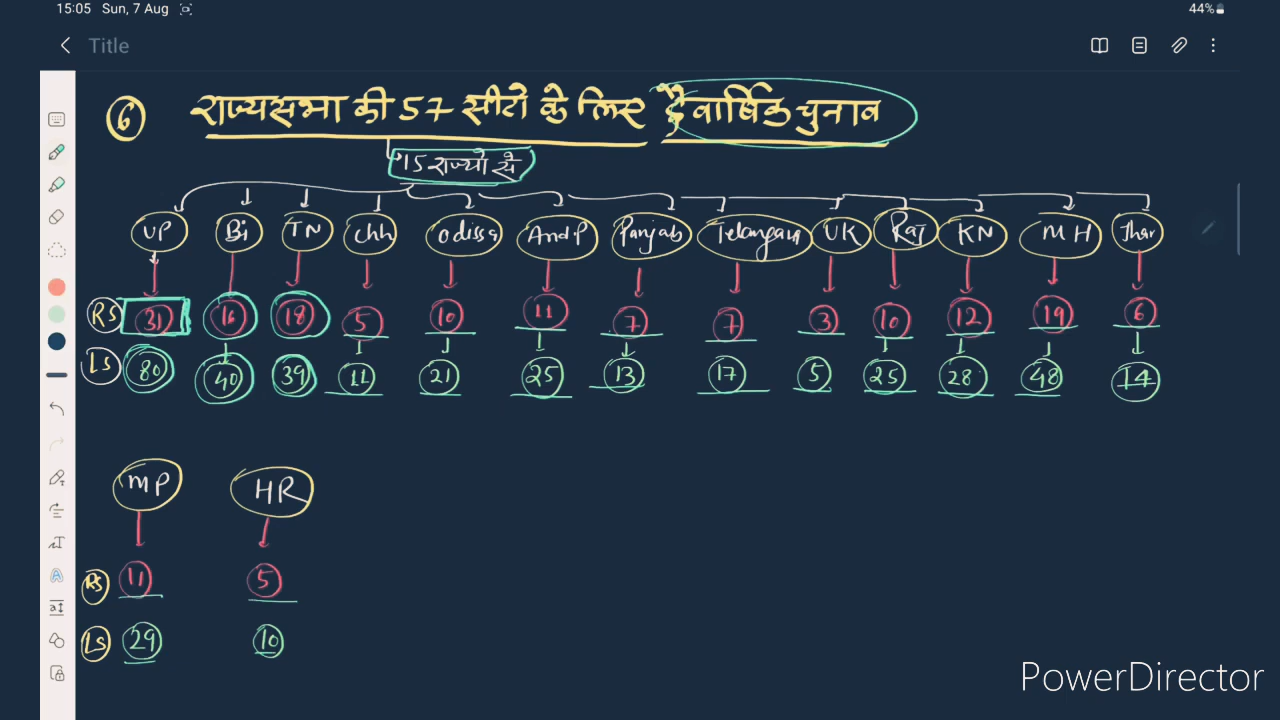 15:05 Sun, 7 Aug 44%
Title
6 राज्यसभा की 57 सीटो के लिए द्वैवार्षिक चुनाव
15 राज्यो से
UP Bi TN Chh Odissa And.P Panjab Telangana UK Raj KN MH Jhar
RS 31 16 18 5 10 11 7 7 3 10 12 19 6
LS 80 40 39 11 21 25 13 17 5 25 28 48 14
MP HR
RS 11 5
LS 29 10
PowerDirector